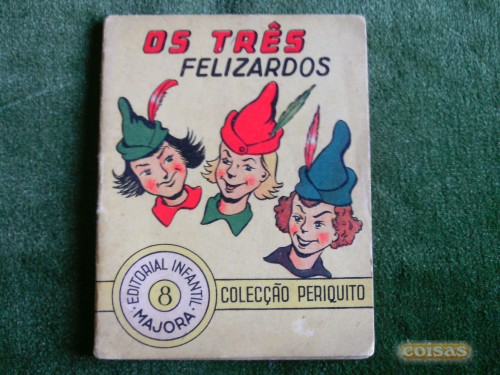 OS TRÊS
FELIZARDOS
EDITORIAL INFANTIL
8
MAJORA
COLECÇÃO PERIQUITO
coisas